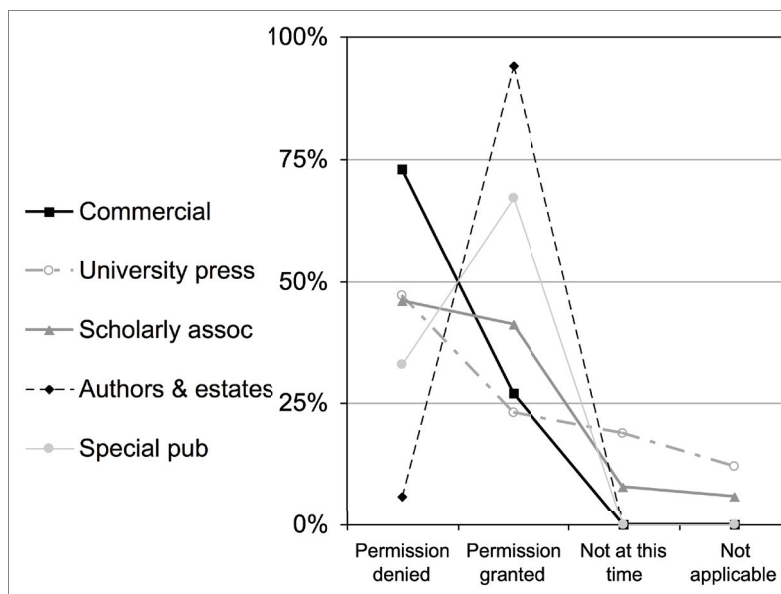 100%
75%
50%
25%
0%
Commercial
University press
Scholarly assoc
Authors & estates
Special pub
Permission
denied
Permission
granted
Not at this
time
Not
applicable